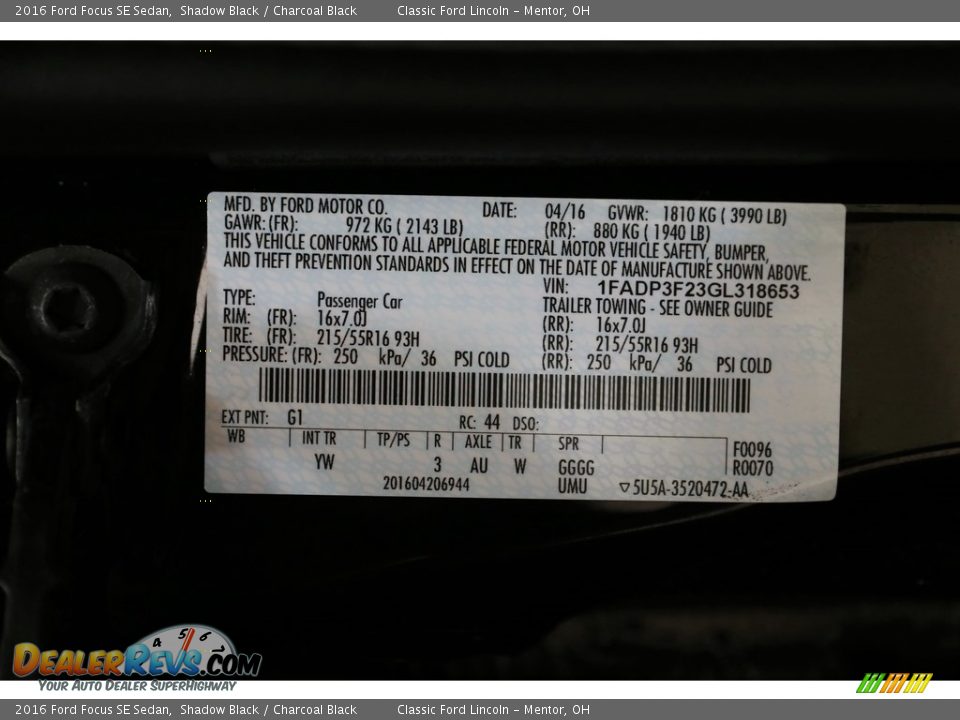 2016 Ford Focus SE Sedan, Shadow Black / Charcoal Black Classic Ford Lincoln - Mentor, OH
MFD. BY FORD MOTOR CO. DATE: 04/16 GVWR: 1810 KG ( 3990 LB)
GAWR: (FR): 972 KG ( 2143 LB) (RR): 880 KG ( 1940 LB)
THIS VEHICLE CONFORMS TO ALL APPLICABLE FEDERAL MOTOR VEHICLE SAFETY, BUMPER,
AND THEFT PREVENTION STANDARDS IN EFFECT ON THE DATE OF MANUFACTURE SHOWN ABOVE.
VIN: 1FADP3F23GL318653
TYPE: Passenger Car TRAILER TOWING - SEE OWNER GUIDE
RIM: (FR): 16x7.0J (RR): 16x7.0J
TIRE: (FR): 215/55R16 93H (RR): 215/55R16 93H
PRESSURE: (FR): 250 kPa/ 36 PSI COLD (RR): 250 kPa/ 36 PSI COLD
EXT PNT: G1 RC: 44 DSO:
WB INT TR TP/PS R AXLE TR SPR F0096
YW 3 AU W GGGG R0070
201604206944 UMU ▽5U5A-3520472-AA
4 5 6
DEALERREVS.COM
YOUR AUTO DEALER SUPERHIGHWAY
2016 Ford Focus SE Sedan, Shadow Black / Charcoal Black Classic Ford Lincoln - Mentor, OH